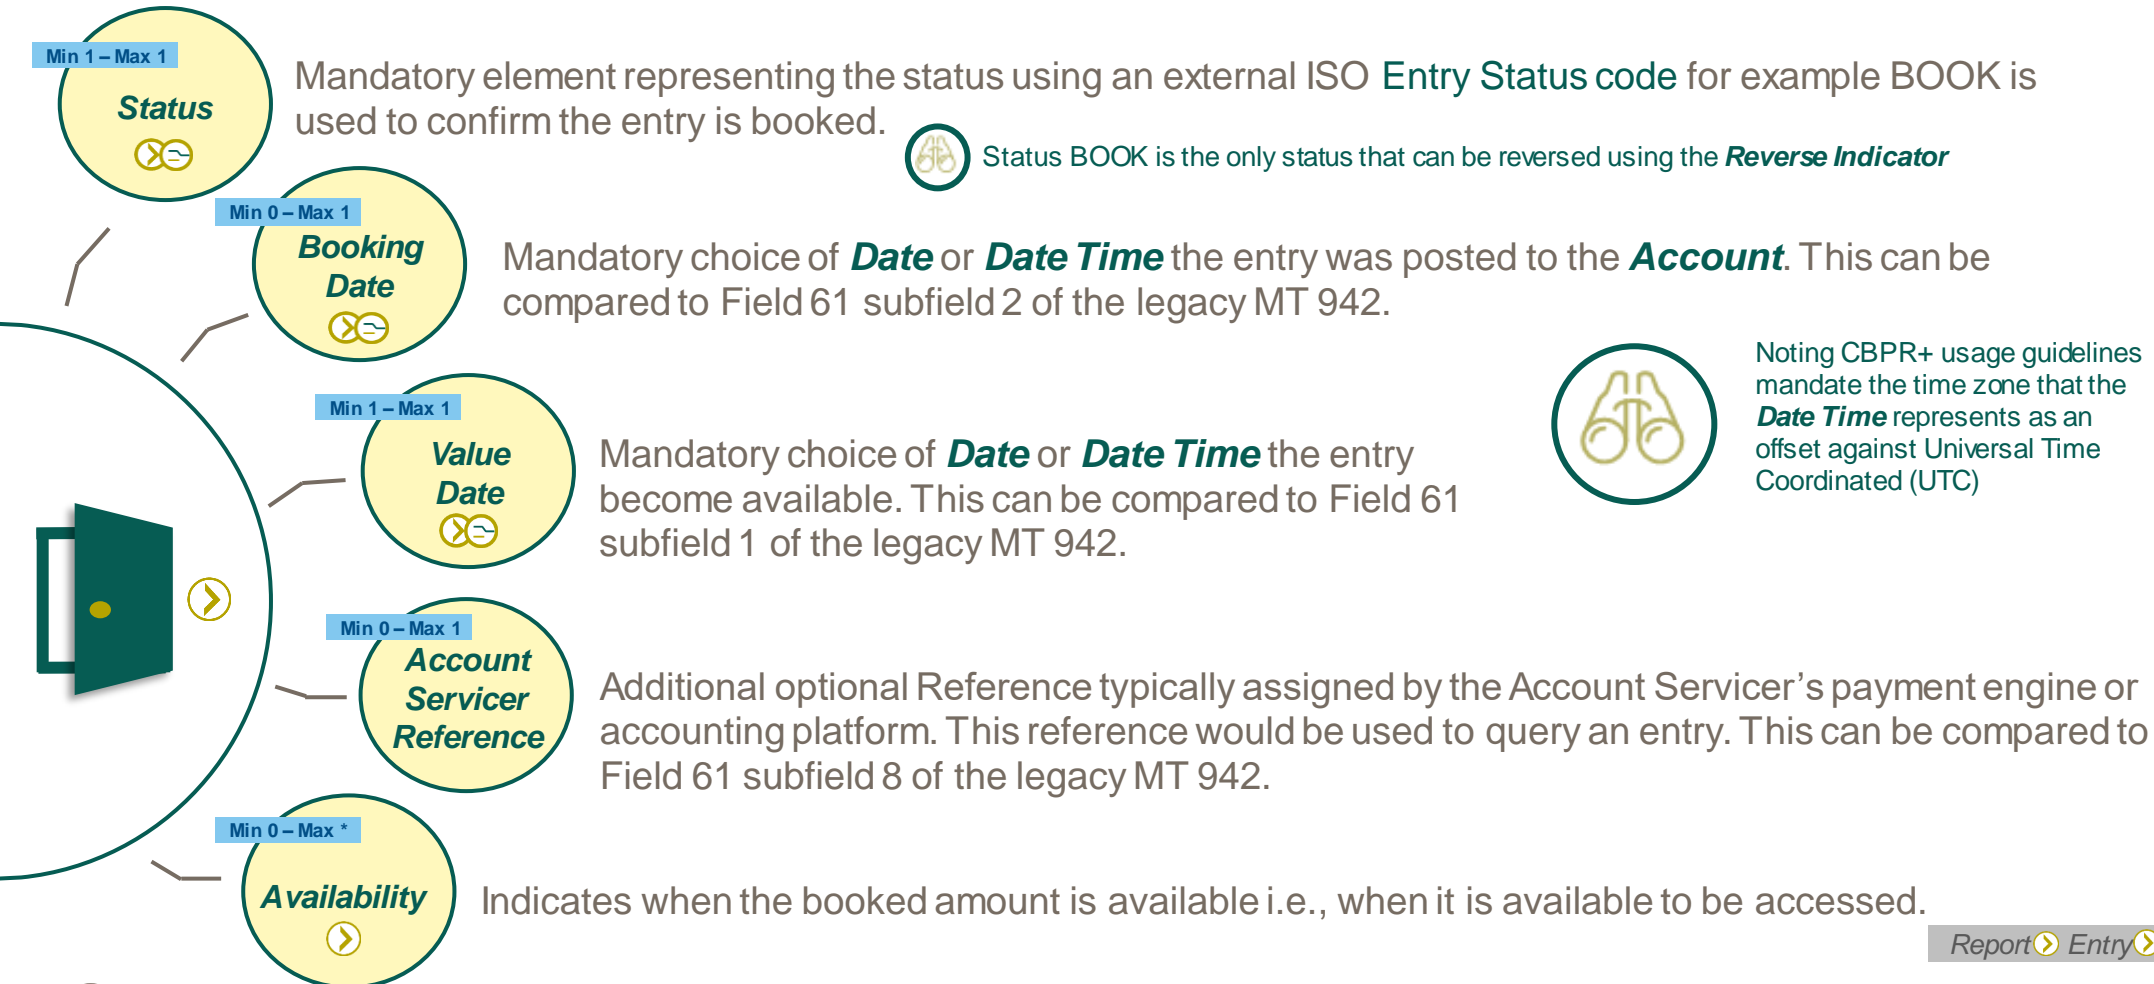 Min 1 – Max 1
Status
Mandatory element representing the status using an external ISO Entry Status code for example BOOK is
used to confirm the entry is booked.
Status BOOK is the only status that can be reversed using the Reverse Indicator
Min 0 – Max 1
Booking
Date
Mandatory choice of Date or Date Time the entry was posted to the Account. This can be
compared to Field 61 subfield 2 of the legacy MT 942.
Noting CBPR+ usage guidelines
mandate the time zone that the
Date Time represents as an
offset against Universal Time
Coordinated (UTC)
Min 1 – Max 1
Value
Date
Mandatory choice of Date or Date Time the entry
become available. This can be compared to Field 61
subfield 1 of the legacy MT 942.
Min 0 – Max 1
Account
Servicer
Reference
Additional optional Reference typically assigned by the Account Servicer’s payment engine or
accounting platform. This reference would be used to query an entry. This can be compared to
Field 61 subfield 8 of the legacy MT 942.
Min 0 – Max *
Availability
Indicates when the booked amount is available i.e., when it is available to be accessed.
Report Entry